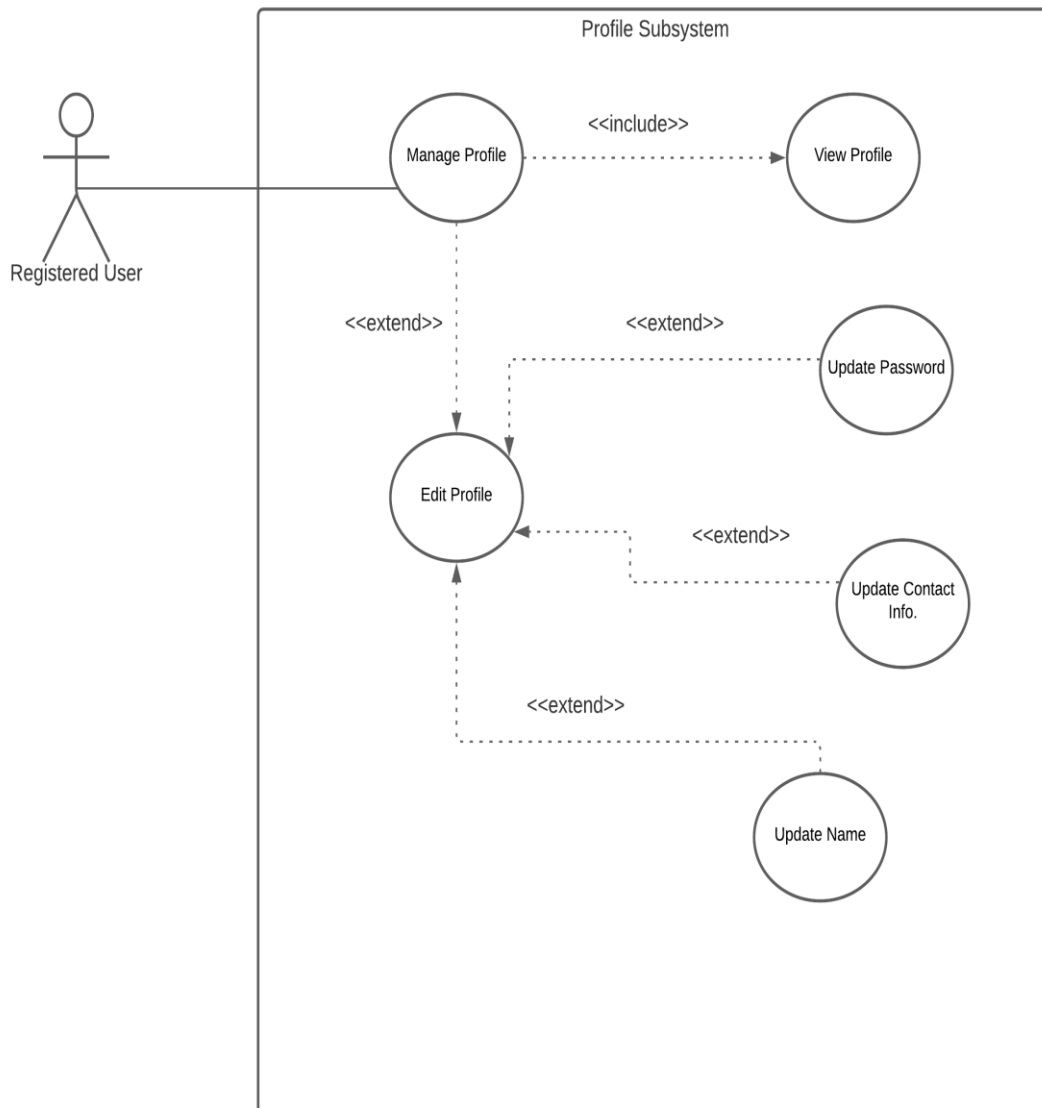 Profile Subsystem
<<include>>
Manage Profile
View Profile
Registered User
<<extend>>
<<extend>>
Update Password
Edit Profile
<<extend>>
Update Contact
Info.
<<extend>>
Update Name